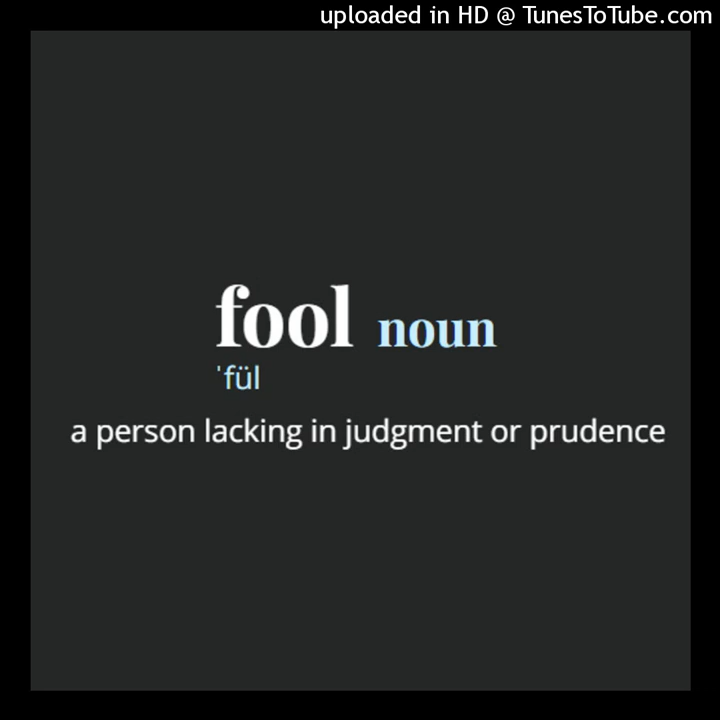 uploaded in HD @ TunesToTube.com
fool noun
ˈfül
a person lacking in judgment or prudence